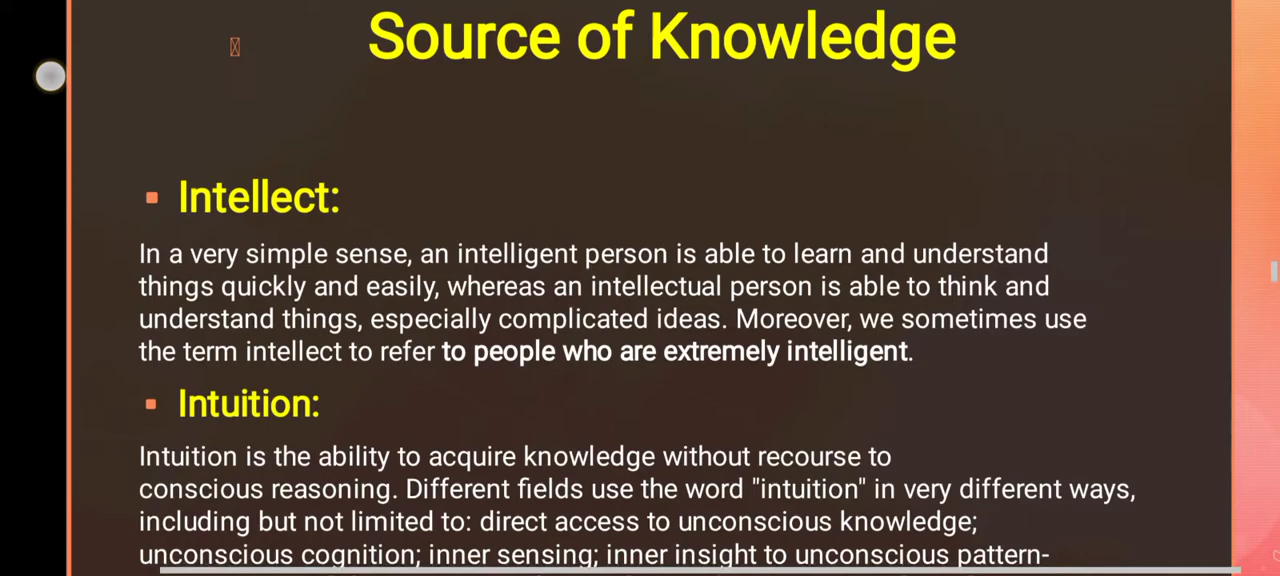 Source of Knowledge
Intellect:
In a very simple sense, an intelligent person is able to learn and understand
things quickly and easily, whereas an intellectual person is able to think and
understand things, especially complicated ideas. Moreover, we sometimes use
the term intellect to refer to people who are extremely intelligent.
Intuition:
Intuition is the ability to acquire knowledge without recourse to
conscious reasoning. Different fields use the word "intuition" in very different ways,
including but not limited to: direct access to unconscious knowledge;
unconscious cognition; inner sensing; inner insight to unconscious pattern-